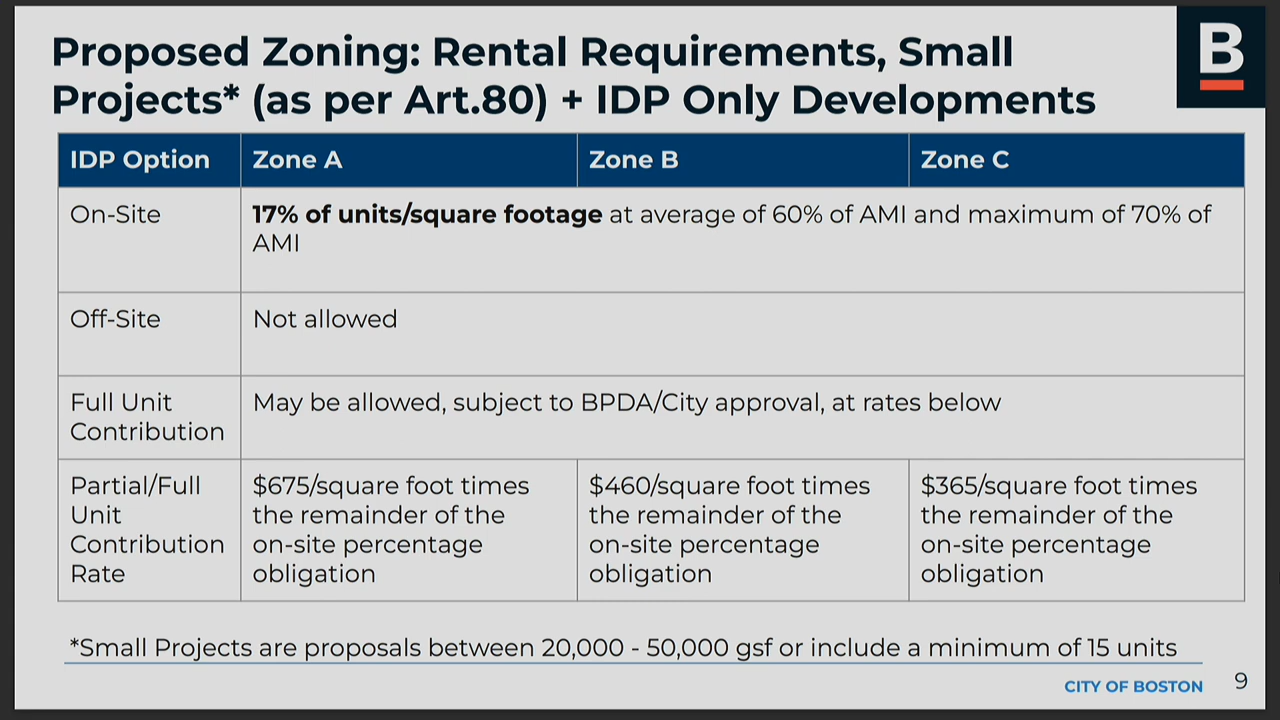 Proposed Zoning: Rental Requirements, Small
Projects* (as per Art.80) + IDP Only Developments
B
IDP Option
Zone A
Zone B
Zone C
On-Site
17% of units/square footage at average of 60% of AMI and maximum of 70% of
AMI
Off-Site
Not allowed
Full Unit
Contribution
May be allowed, subject to BPDA/City approval, at rates below
Partial/Full
Unit
Contribution
Rate
$675/square foot times
the remainder of the
on-site percentage
obligation
$460/square foot times
the remainder of the
on-site percentage
obligation
$365/square foot times
the remainder of the
on-site percentage
obligation
*Small Projects are proposals between 20,000 - 50,000 gsf or include a minimum of 15 units
CITY OF BOSTON
9